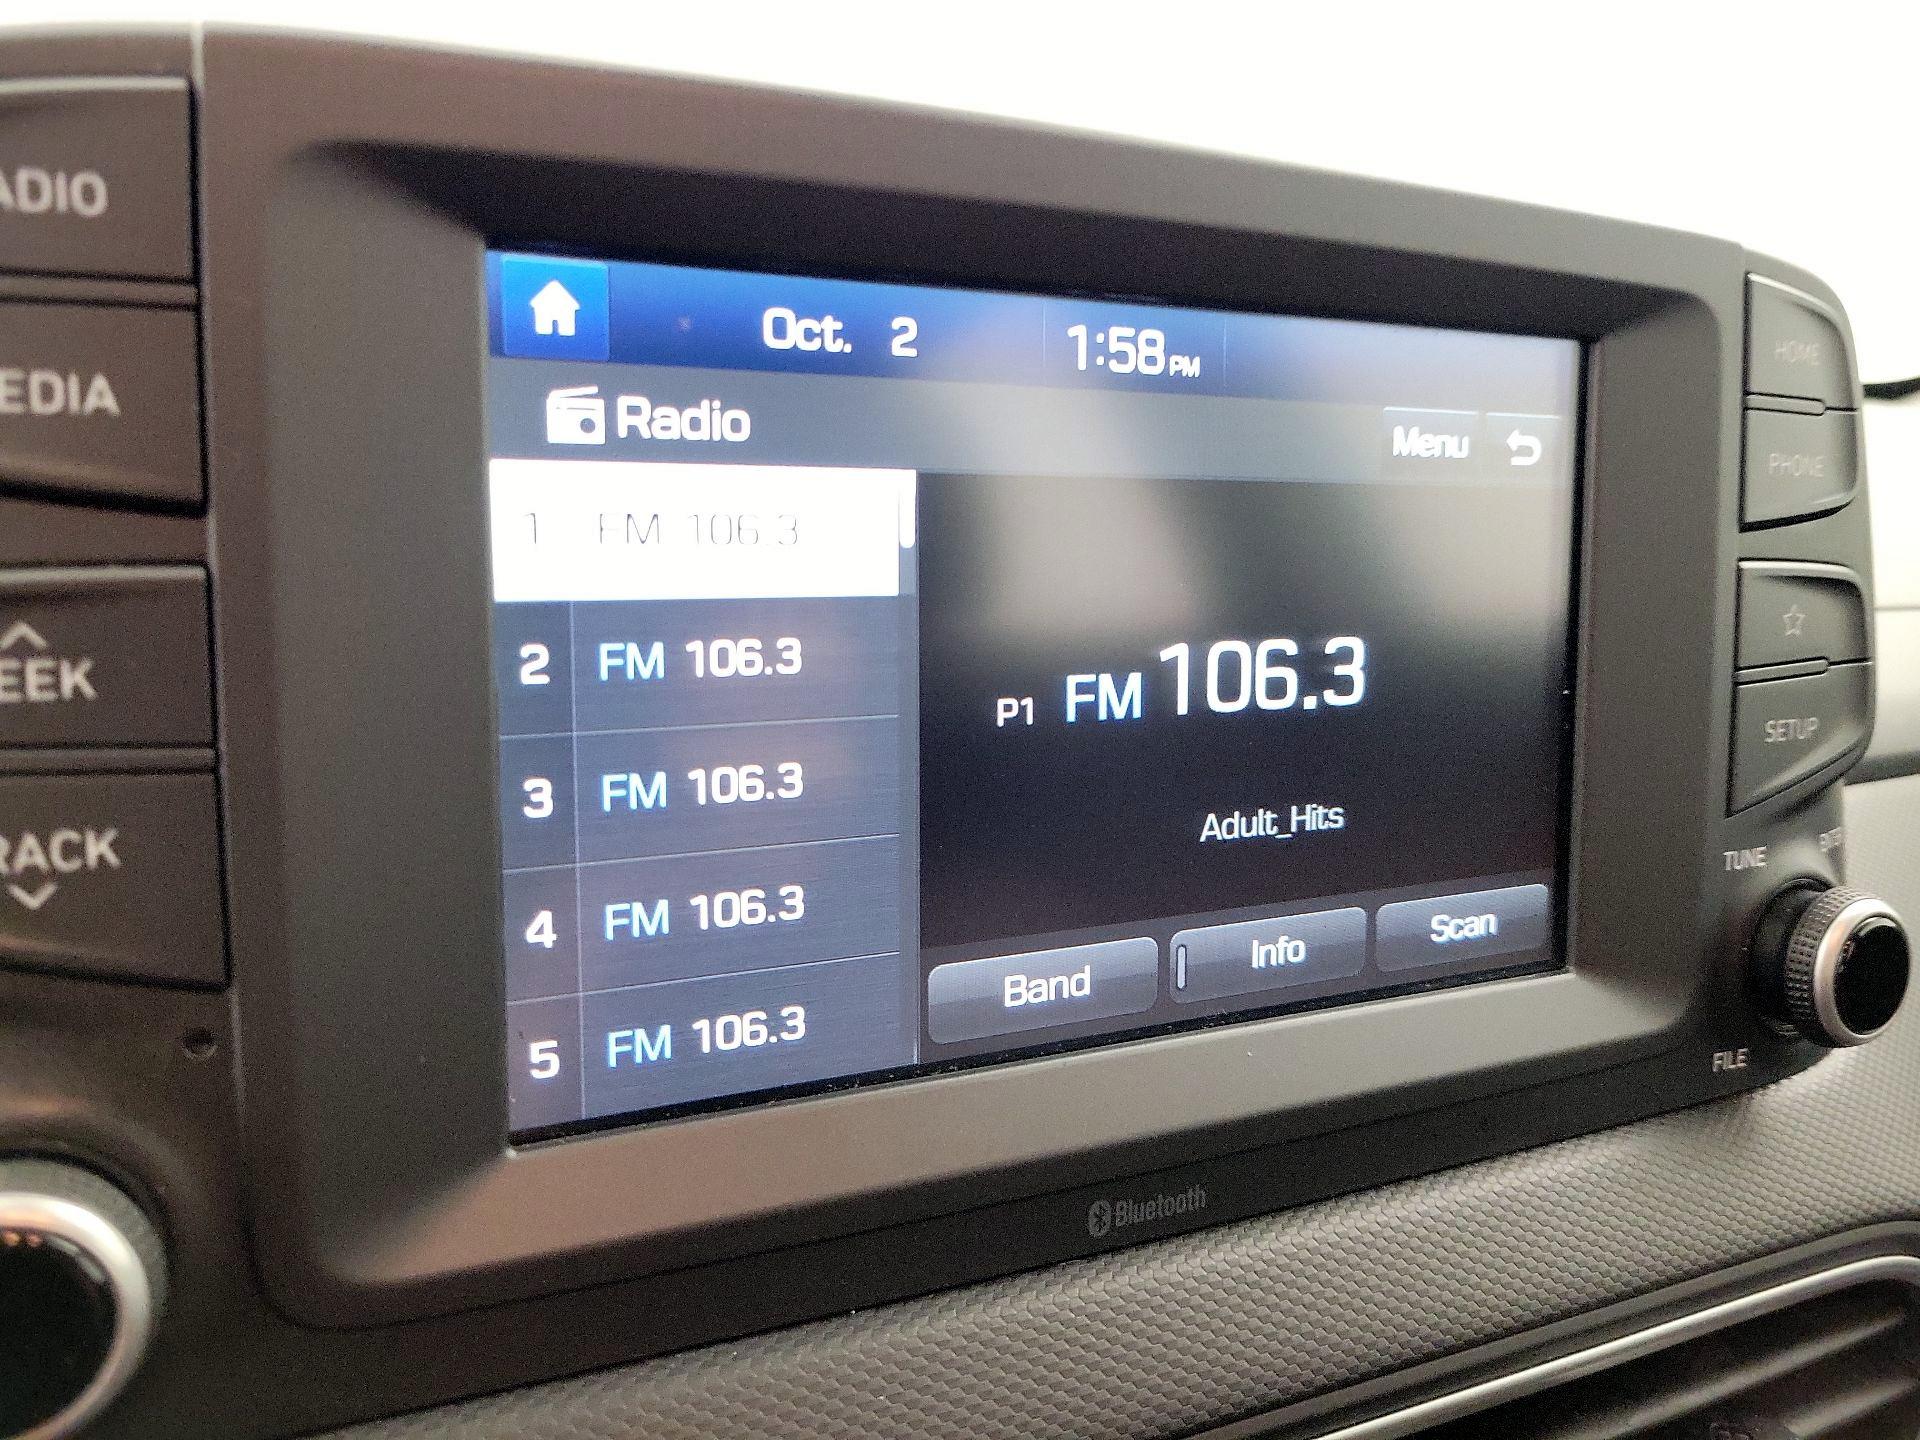 ADIO
EDIA
EEK
RACK
Oct. 2 1:58 PM
Radio
Menu
1 FM 106.3
2 FM 106.3
3 FM 106.3
4 FM 106.3
5 FM 106.3
P1 FM 106.3
Adult_Hits
Band Info Scan
HOME
PHONE
SETUP
TUNE
FILE
Bluetooth